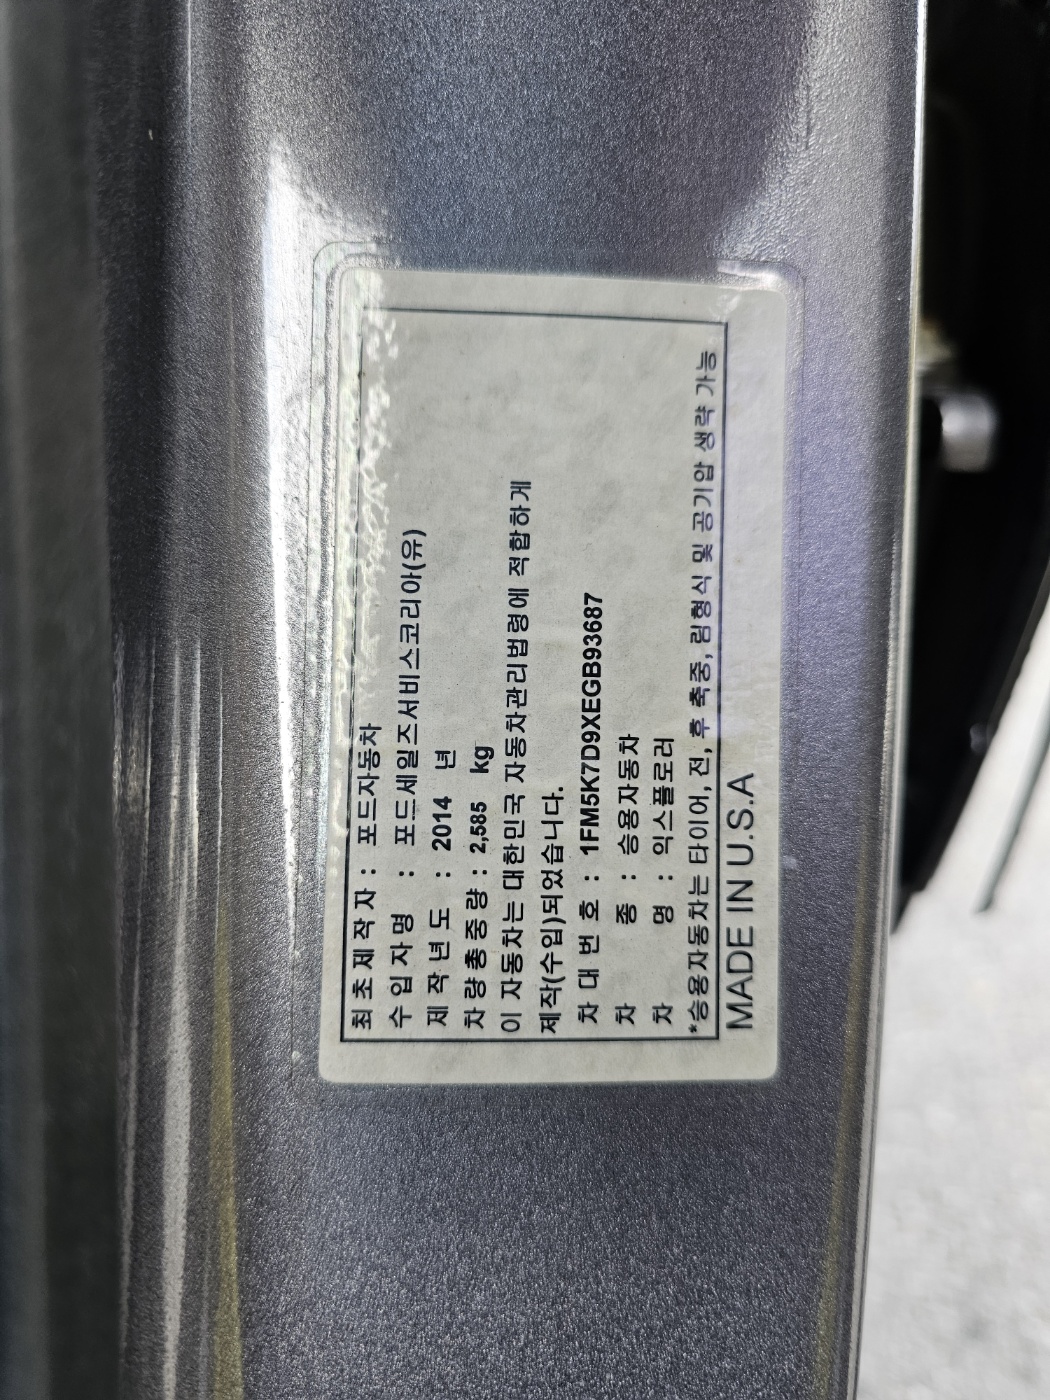 최 초 제 작 자 : 포드자동차
수 입 자 명 : 포드세일즈서비스코리아(유)
제 작 년 도 : 2014 년
차 량 총 중 량 : 2,585 kg
이 자동차는 대한민국 자동차관리법령에 적합하게
제작(수입)되었습니다.
차 대 번 호 : 1FM5K7D9XEGB93687
차 종 : 승용자동차
차 명 : 익스플로러
*승용자동차는 타이어, 전, 후 축중, 림형식 및 공기압 생략 가능
MADE IN U.S.A